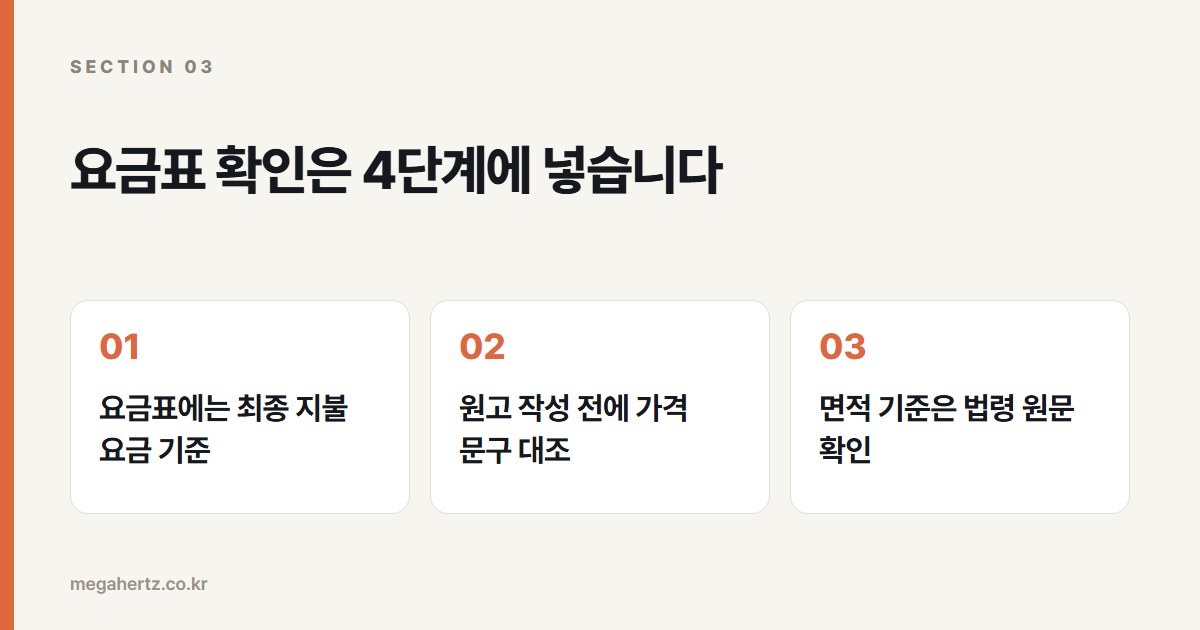 SECTION 03
요금표 확인은 4단계에 넣습니다
01
요금표에는 최종 지불
요금 기준
02
원고 작성 전에 가격
문구 대조
03
면적 기준은 법령 원문
확인
megahertz.co.kr